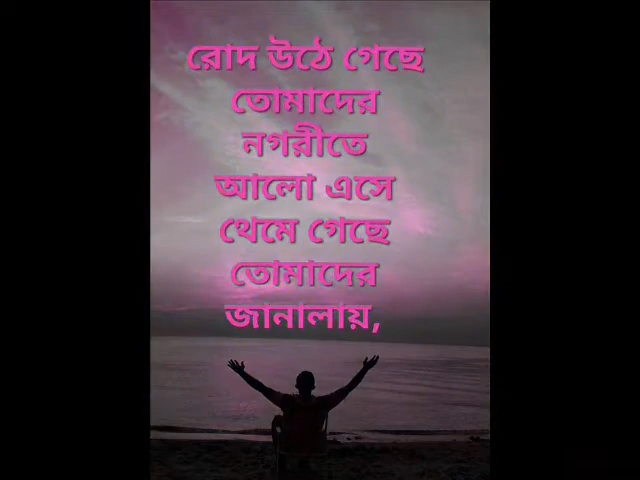 রোদ উঠে গেছে
তোমাদের
নগরীতে
আলো এসে
থেমে গেছে
তোমাদের
জানালায়,